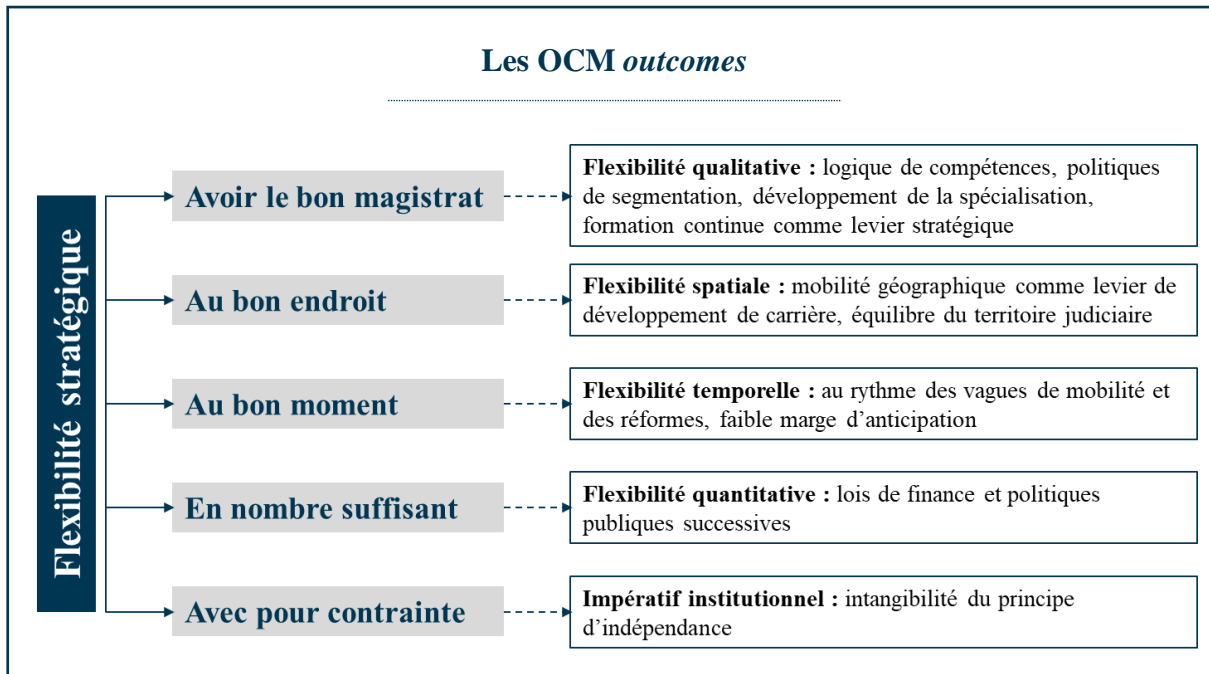 Les OCM outcomes
Flexibilité stratégique
Avoir le bon magistrat
Flexibilité qualitative : logique de compétences, politiques
de segmentation, développement de la spécialisation,
formation continue comme levier stratégique
Au bon endroit
Flexibilité spatiale : mobilité géographique comme levier de
développement de carrière, équilibre du territoire judiciaire
Au bon moment
Flexibilité temporelle : au rythme des vagues de mobilité et
des réformes, faible marge d’anticipation
En nombre suffisant
Flexibilité quantitative : lois de finance et politiques
publiques successives
Avec pour contrainte
Impératif institutionnel : intangibilité du principe
d’indépendance